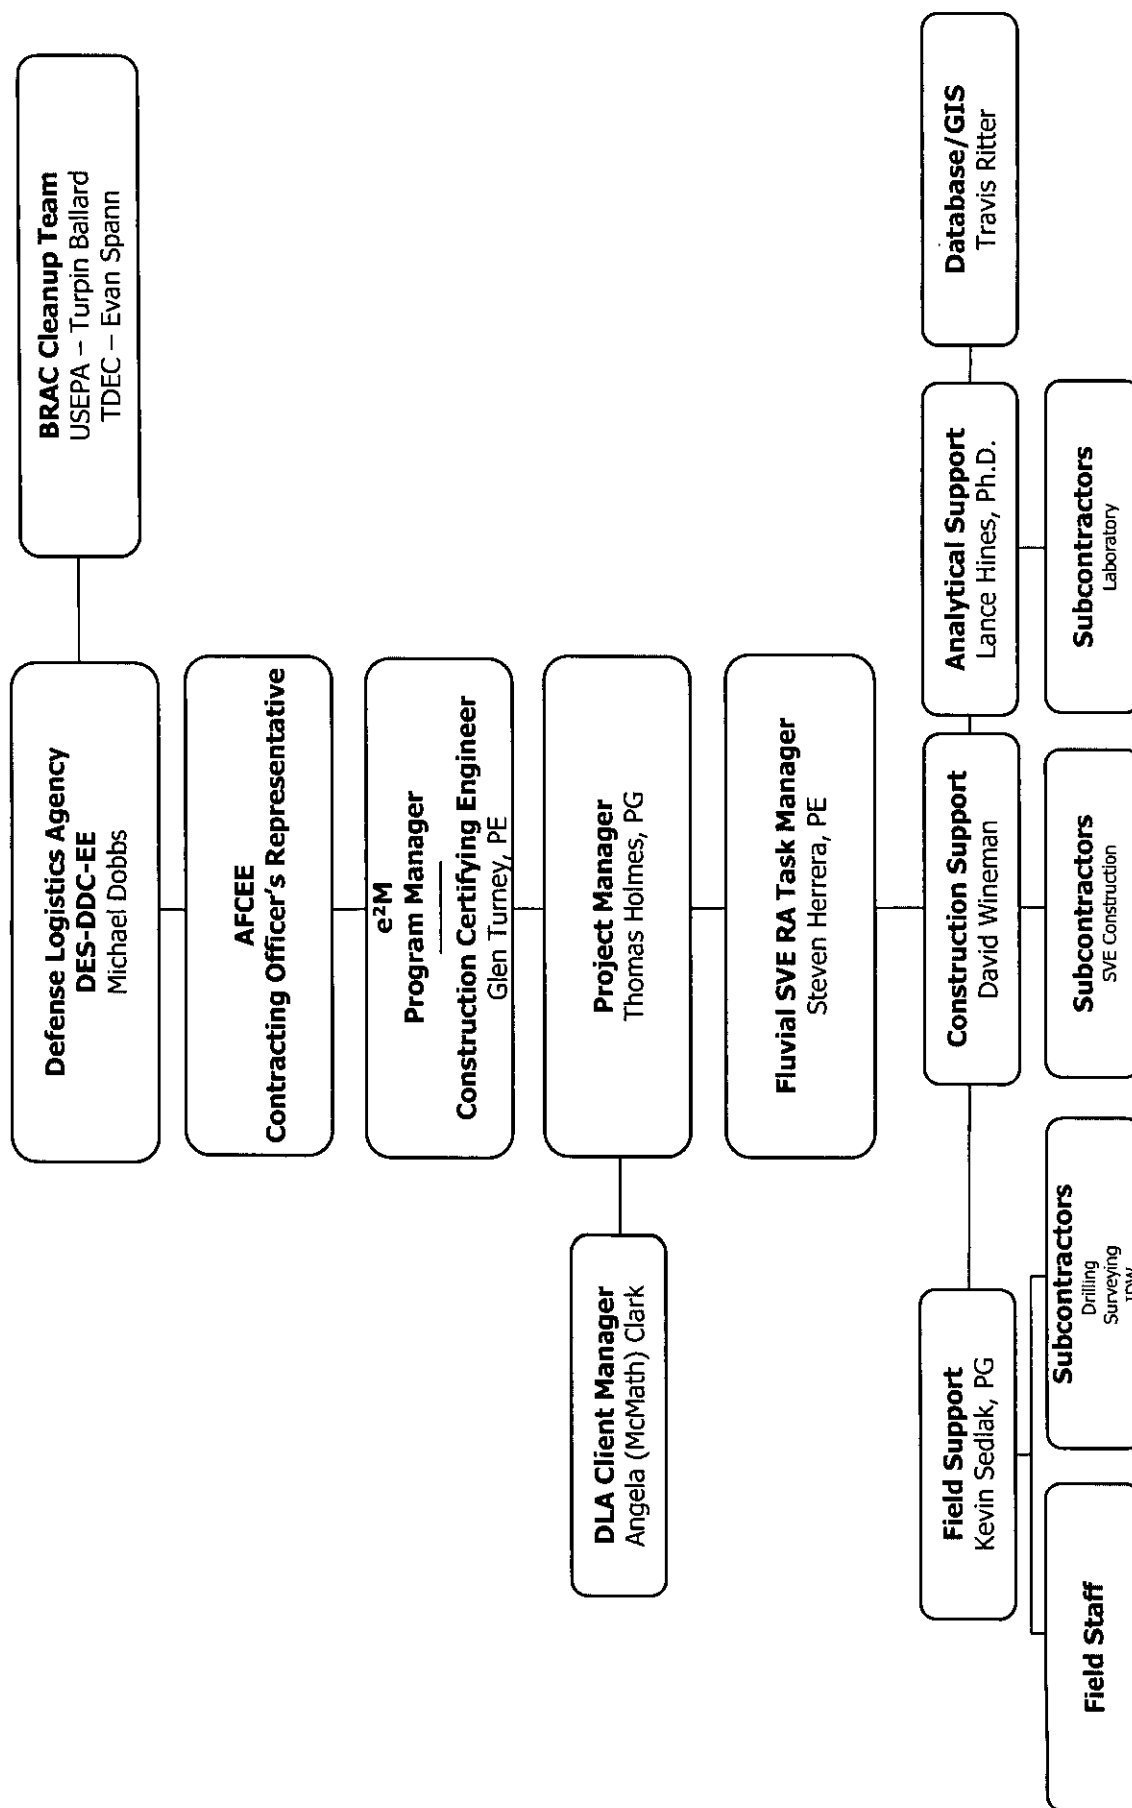 Defense Logistics Agency
DES-DDC-EE
Michael Dobbs
BRAC Cleanup Team
USEPA – Turpin Ballard
TDEC – Evan Spann
AFCEE
Contracting Officer's Representative
e²M
Program Manager
Construction Certifying Engineer
Glen Turney, PE
DLA Client Manager
Angela (McMath) Clark
Project Manager
Thomas Holmes, PG
Fluvial SVE RA Task Manager
Steven Herrera, PE
Field Support
Kevin Sedlak, PG
Construction Support
David Wineman
Analytical Support
Lance Hines, Ph.D.
Database/GIS
Travis Ritter
Field Staff
Subcontractors
Drilling
Surveying
IDW
Subcontractors
SVE Construction
Subcontractors
Laboratory